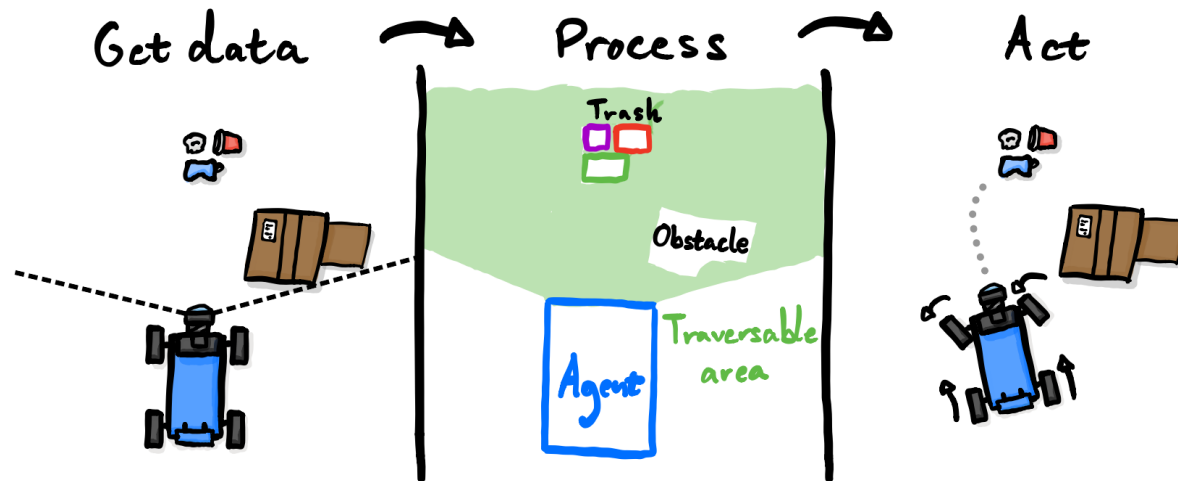 Get data
Process
Act
Trash
Obstacle
Traversable
area
Agent